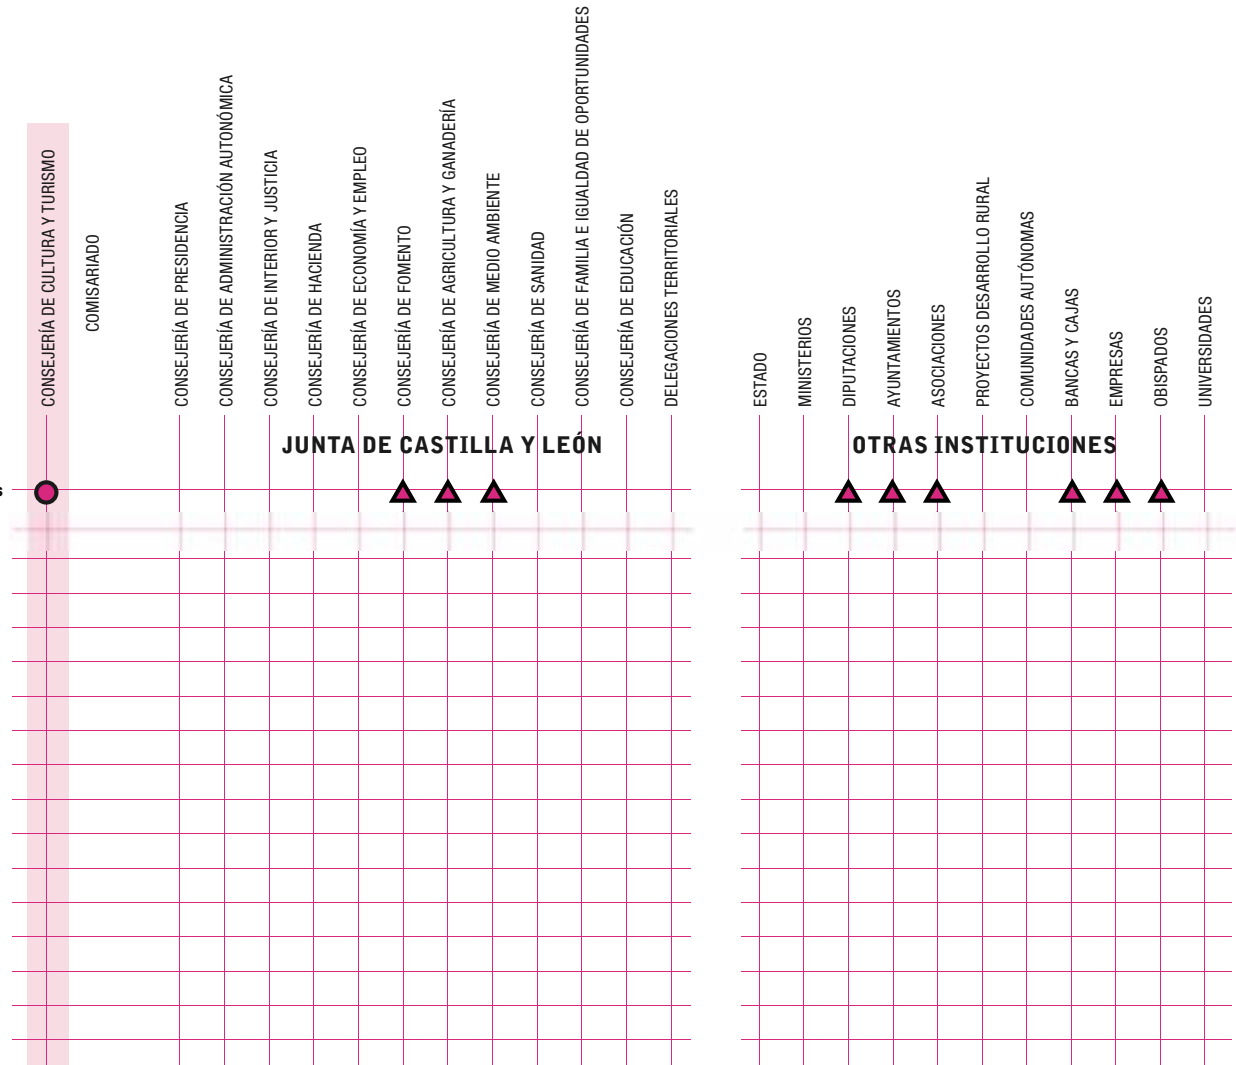 CONSEJERÍA DE CULTURA Y TURISMO
COMISARIADO
CONSEJERÍA DE PRESIDENCIA
CONSEJERÍA DE ADMINISTRACIÓN AUTONÓMICA
CONSEJERÍA DE INTERIOR Y JUSTICIA
CONSEJERÍA DE HACIENDA
CONSEJERÍA DE ECONOMÍA Y EMPLEO
CONSEJERÍA DE FOMENTO
CONSEJERÍA DE AGRICULTURA Y GANADERÍA
CONSEJERÍA DE MEDIO AMBIENTE
CONSEJERÍA DE SANIDAD
CONSEJERÍA DE FAMILIA E IGUALDAD DE OPORTUNIDADES
CONSEJERÍA DE EDUCACIÓN
DELEGACIONES TERRITORIALES
ESTADO
MINISTERIOS
DIPUTACIONES
AYUNTAMIENTOS
ASOCIACIONES
PROYECTOS DESARROLLO RURAL
COMUNIDADES AUTÓNOMAS
BANCAS Y CAJAS
EMPRESAS
OBISPADOS
UNIVERSIDADES
JUNTA DE CASTILLA Y LEÓN
OTRAS INSTITUCIONES